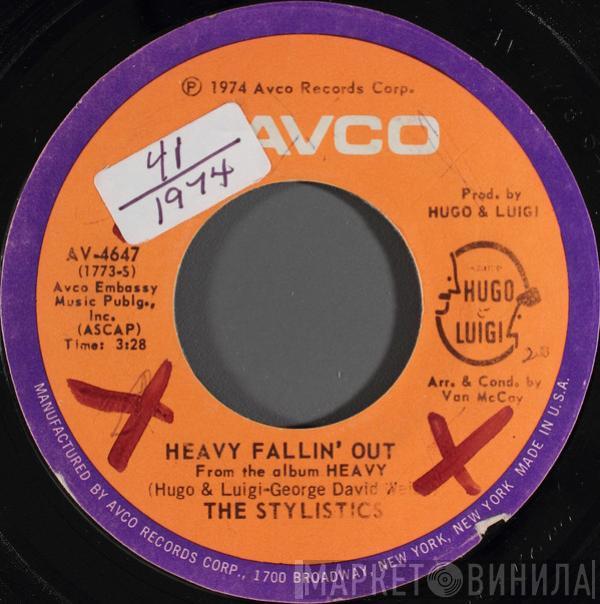 ℗ 1974 Avco Records Corp.
AVCO
41
1974
Prod. by
HUGO & LUIGI
AV-4647
(1773-S)
Avco Embassy
Music Publg.,
Inc.
(ASCAP)
Time: 3:28
HUGO
&
LUIGI
Arr. & Cond. by
Van McCoy
HEAVY FALLIN' OUT
From the album HEAVY
(Hugo & Luigi-George David
THE STYLISTICS
MANUFACTURED BY AVCO RECORDS CORP., 1700 BROADWAY, NEW YORK, NEW YORK MADE IN U.S.A.
МАРКЕТ ВИНИЛА